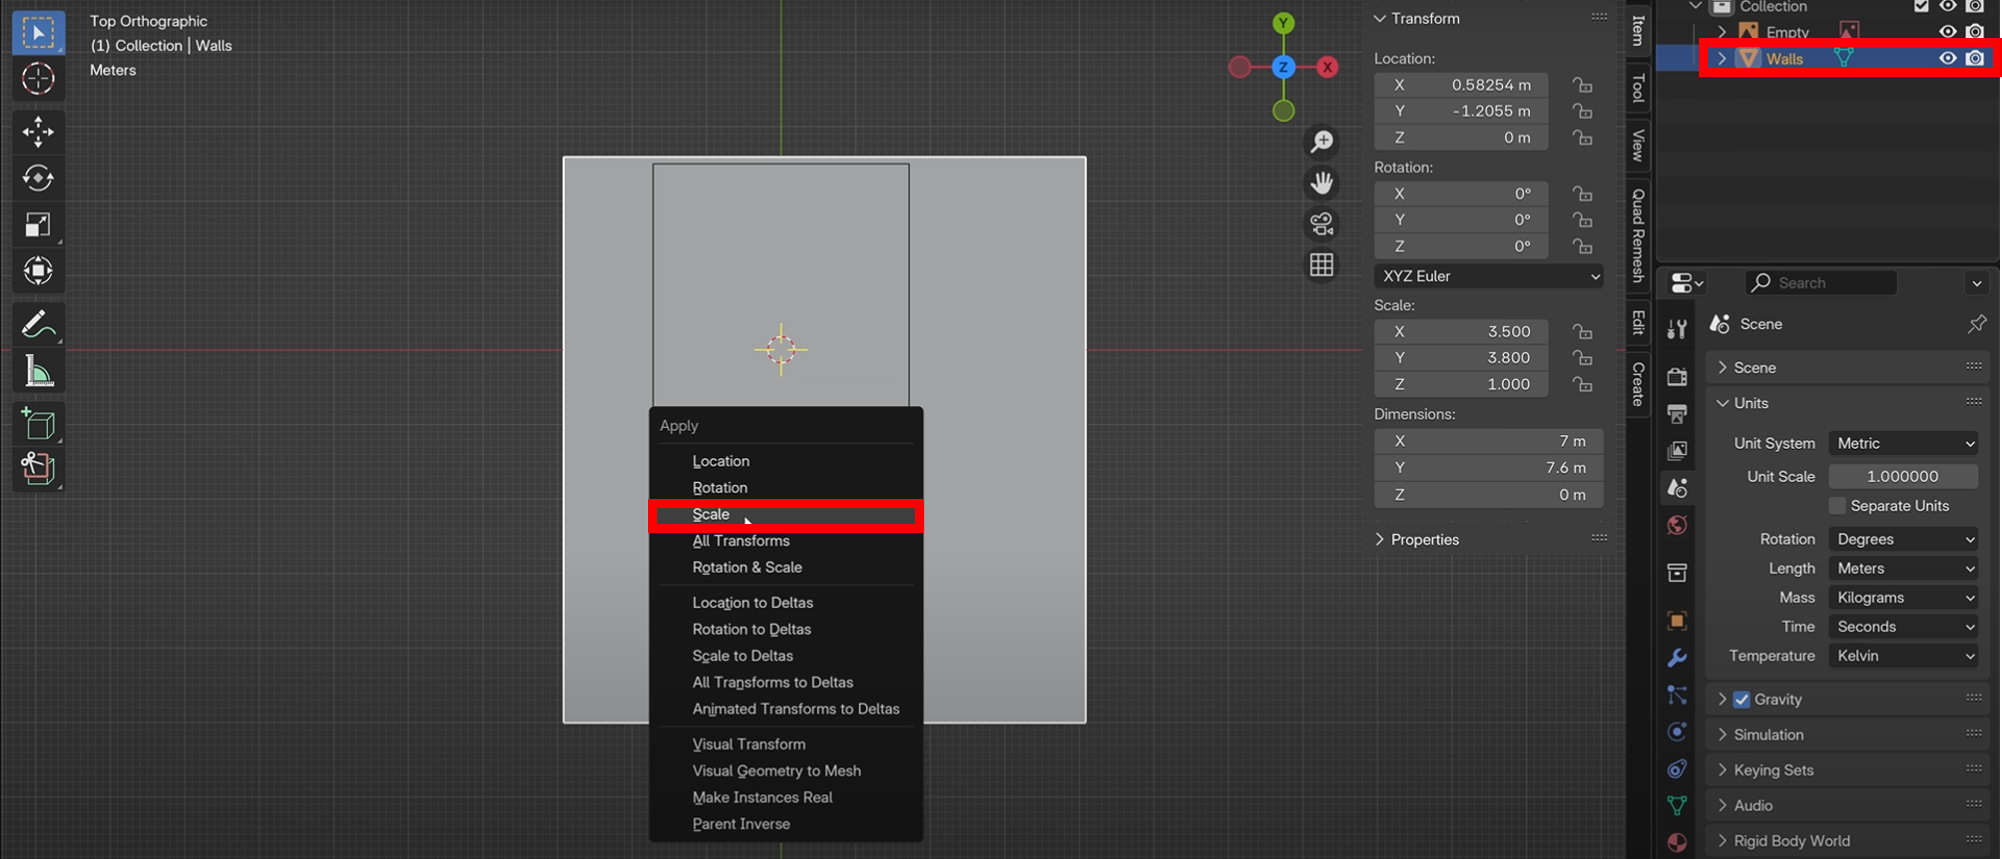 Top Orthographic
(1) Collection | Walls
Meters
Y
Z
X
Apply
Location
Rotation
Scale
All Transforms
Rotation & Scale
Location to Deltas
Rotation to Deltas
Scale to Deltas
All Transforms to Deltas
Animated Transforms to Deltas
Visual Transform
Visual Geometry to Mesh
Make Instances Real
Parent Inverse
Transform
Location:
X 0.58254 m
Y -1.2055 m
Z 0 m
Rotation:
X 0°
Y 0°
Z 0°
XYZ Euler
Scale:
X 3.500
Y 3.800
Z 1.000
Dimensions:
X 7 m
Y 7.6 m
Z 0 m
Properties
Item
Tool
View
Quad Remesh
Edit
Create
Collection
Empty
Walls
Search
Scene
Scene
Units
Unit System Metric
Unit Scale 1.000000
Separate Units
Rotation Degrees
Length Meters
Mass Kilograms
Time Seconds
Temperature Kelvin
Gravity
Simulation
Keying Sets
Audio
Rigid Body World